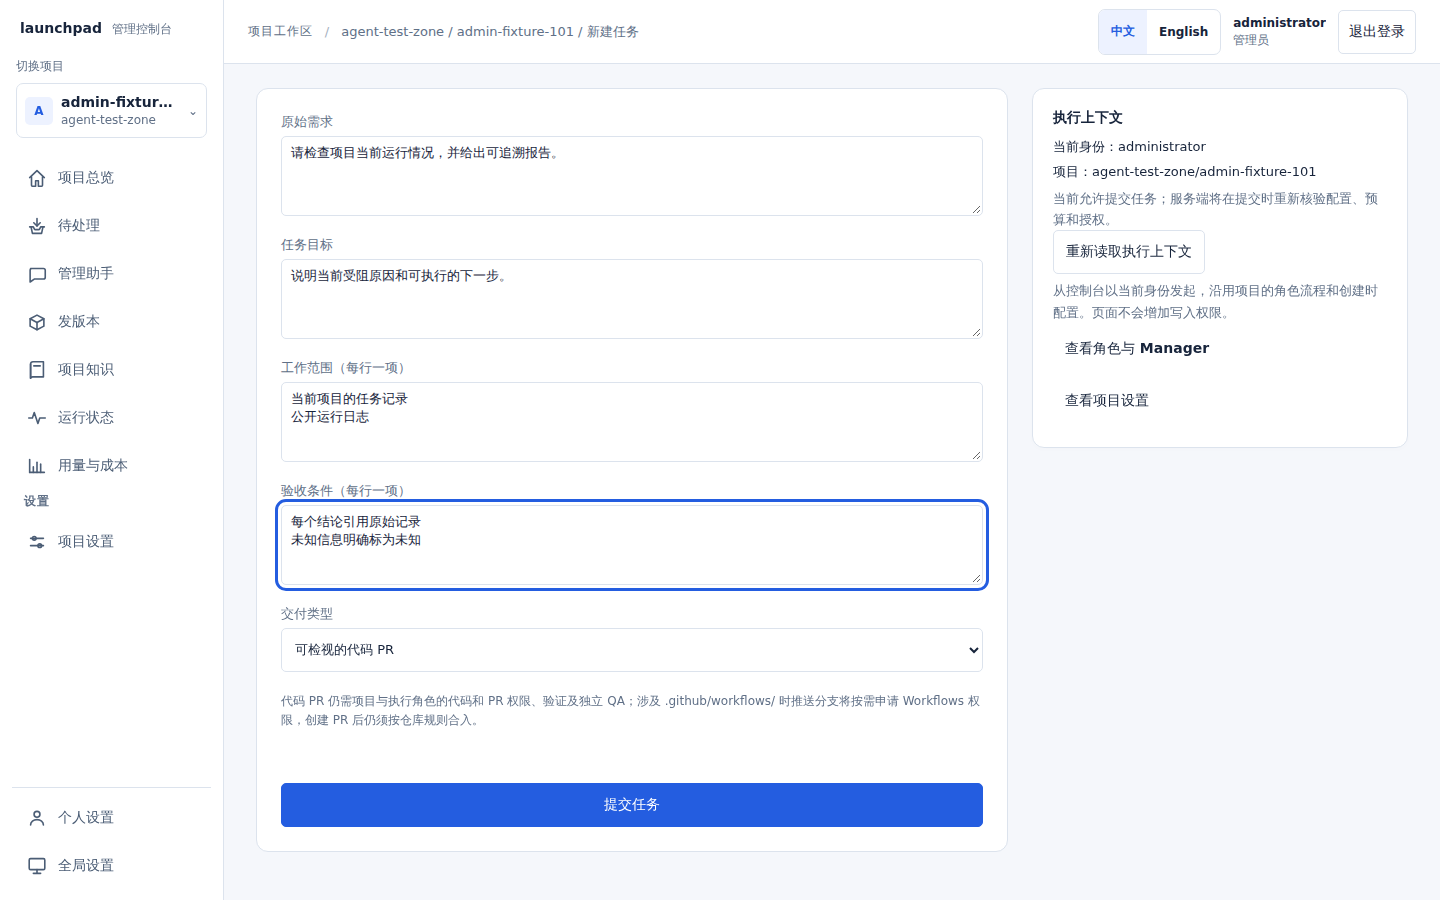 launchpad 管理控制台
切换项目
A
admin-fixtur...
agent-test-zone
项目总览
待处理
管理助手
发版本
项目知识
运行状态
用量与成本
设置
项目设置
个人设置
全局设置
项目工作区 / agent-test-zone / admin-fixture-101 / 新建任务
中文 English
administrator
管理员
退出登录
原始需求
请检查项目当前运行情况，并给出可追溯报告。
任务目标
说明当前受阻原因和可执行的下一步。
工作范围（每行一项）
当前项目的任务记录
公开运行日志
验收条件（每行一项）
每个结论引用原始记录
未知信息明确标为未知
交付类型
可检视的代码 PR
代码 PR 仍需项目与执行角色的代码和 PR 权限、验证及独立 QA；涉及 .github/workflows/ 时推送分支将按需申请 Workflows 权
限，创建 PR 后仍须按仓库规则合入。
提交任务
执行上下文
当前身份：administrator
项目：agent-test-zone/admin-fixture-101
当前允许提交任务；服务端将在提交时重新核验配置、预
算和授权。
重新读取执行上下文
从控制台以当前身份发起，沿用项目的角色流程和创建时
配置。页面不会增加写入权限。
查看角色与 Manager
查看项目设置